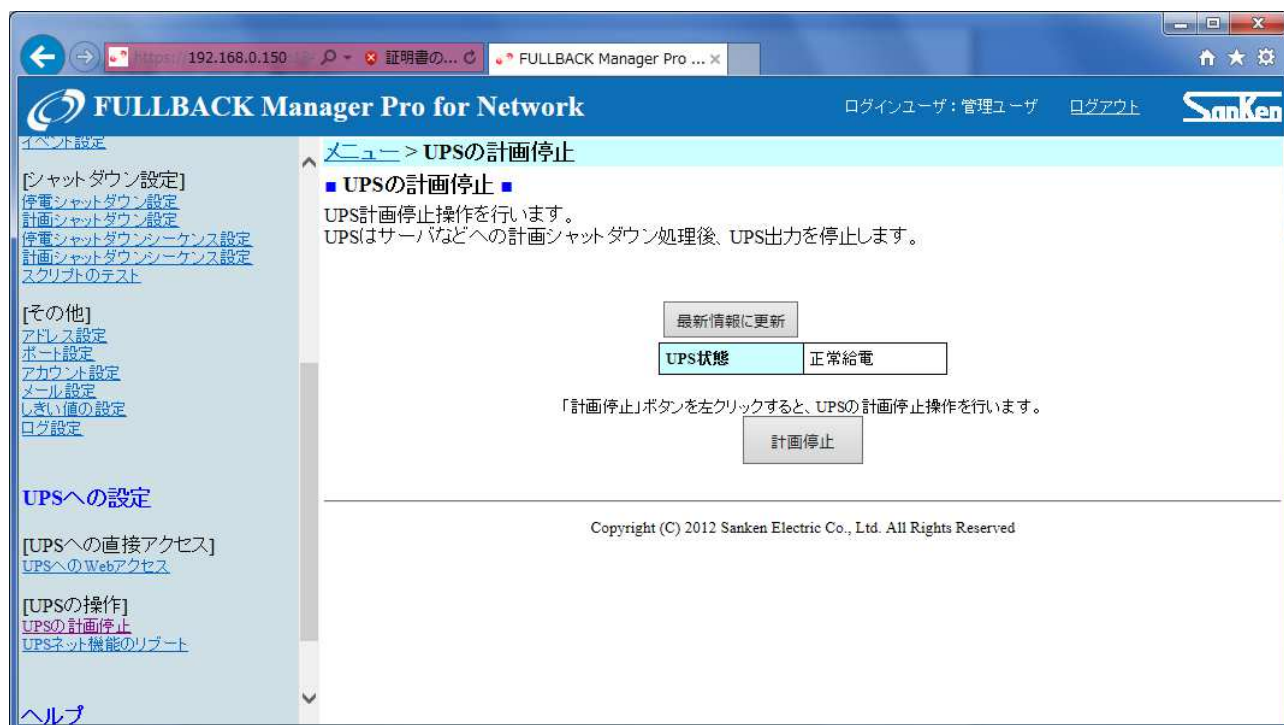 https://192.168.0.150
証明書の...
FULLBACK Manager Pro ...
FULLBACK Manager Pro for Network
ログインユーザ：管理ユーザ
ログアウト
SanKen
イベント設定
[シャットダウン設定]
停電シャットダウン設定
計画シャットダウン設定
停電シャットダウンシーケンス設定
計画シャットダウンシーケンス設定
スクリプトのテスト
[その他]
アドレス設定
ポート設定
アカウント設定
メール設定
しきい値の設定
ログ設定
UPSへの設定
[UPSへの直接アクセス]
UPSへのWebアクセス
[UPSの操作]
UPSの計画停止
UPSネット機能のリブート
ヘルプ
メニュー > UPSの計画停止
■ UPSの計画停止 ■
UPS計画停止操作を行います。
UPSはサーバなどへの計画シャットダウン処理後、UPS出力を停止します。
最新情報に更新
UPS状態 正常給電
「計画停止」ボタンを左クリックすると、UPSの計画停止操作を行います。
計画停止
Copyright (C) 2012 Sanken Electric Co., Ltd. All Rights Reserved